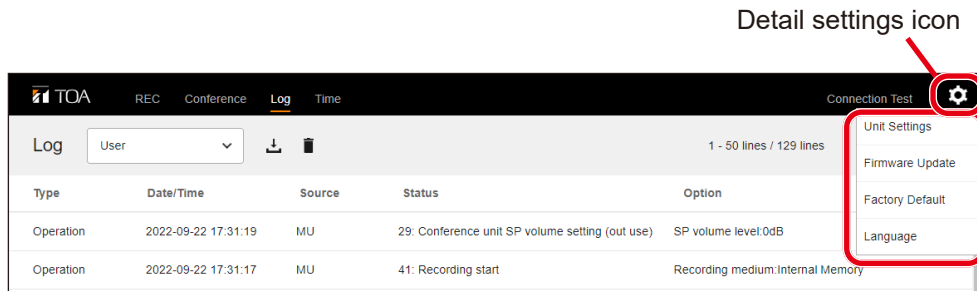 Detail settings icon
TOA REC Conference Log Time Connection Test
Log User 1 - 50 lines / 129 lines
Unit Settings
Firmware Update
Factory Default
Language
Type Date/Time Source Status Option
Operation 2022-09-22 17:31:19 MU 29: Conference unit SP volume setting (out use) SP volume level:0dB
Operation 2022-09-22 17:31:17 MU 41: Recording start Recording medium:Internal Memory